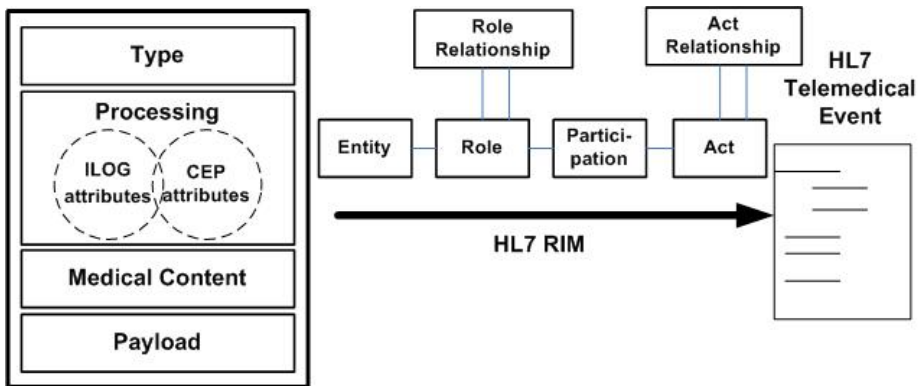 Type
Processing
ILOG
attributes
CEP
attributes
Medical Content
Payload
Role
Relationship
Act
Relationship
Entity
Role
Partici-
pation
Act
HL7 RIM
HL7
Telemedical
Event